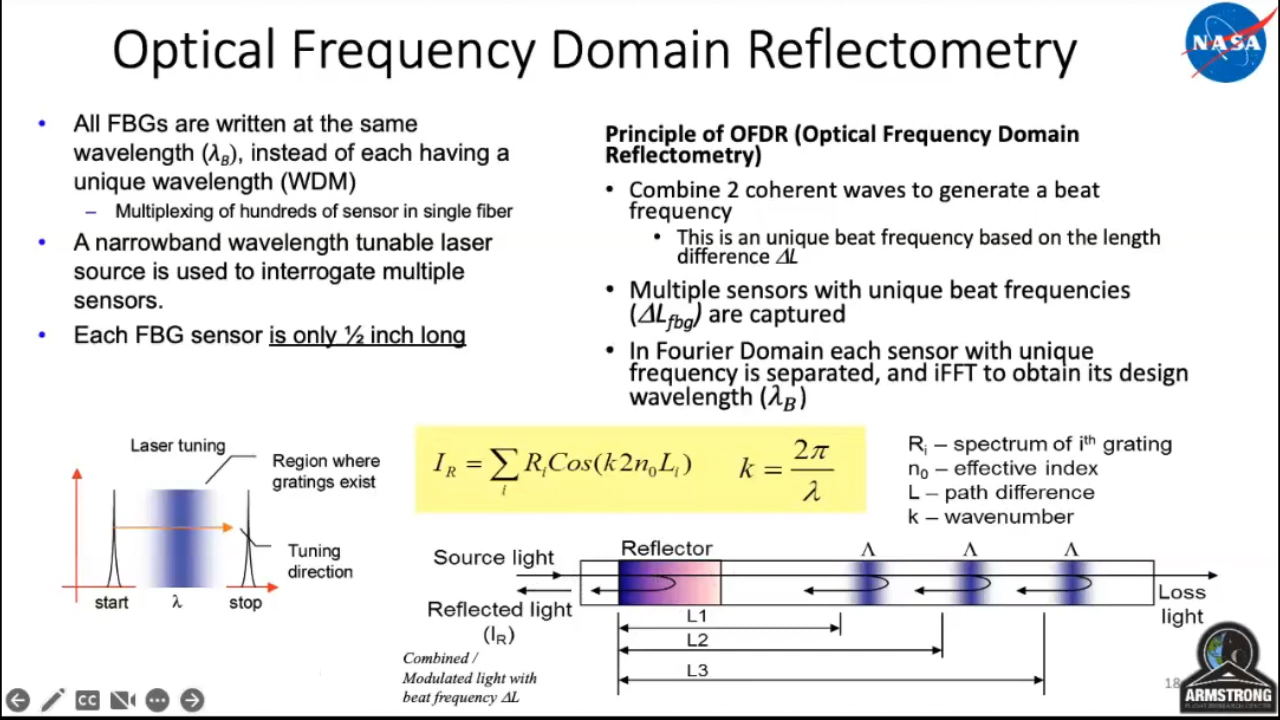 Optical Frequency Domain Reflectometry
NASA
• All FBGs are written at the same
wavelength (λB), instead of each having a
unique wavelength (WDM)
– Multiplexing of hundreds of sensor in single fiber
• A narrowband wavelength tunable laser
source is used to interrogate multiple
sensors.
• Each FBG sensor is only ½ inch long
Principle of OFDR (Optical Frequency Domain
Reflectometry)
• Combine 2 coherent waves to generate a beat
frequency
• This is an unique beat frequency based on the length
difference ΔL
• Multiple sensors with unique beat frequencies
(ΔLfbg) are captured
• In Fourier Domain each sensor with unique
frequency is separated, and iFFT to obtain its design
wavelength (λB)
Laser tuning
Region where
gratings exist
Tuning
direction
start λ stop
IR = ∑i RiCos(k2n0Li) k = 2π/λ
Ri – spectrum of ith grating
n0 – effective index
L – path difference
k – wavenumber
Source light
Reflector
Λ Λ Λ
Reflected light
(IR)
Loss
light
L1
L2
L3
Combined /
Modulated light with
beat frequency ΔL
CC
18
ARMSTRONG
FLIGHT RESEARCH CENTER